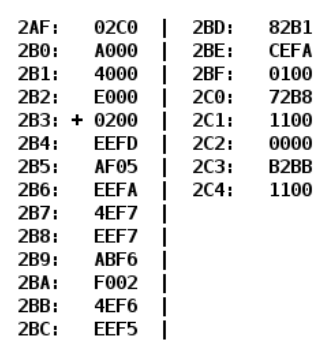 2AF: 02C0 | 2BD: 82B1
2B0: A000 | 2BE: CEFA
2B1: 4000 | 2BF: 0100
2B2: E000 | 2C0: 72B8
2B3: + 0200 | 2C1: 1100
2B4: EEFD | 2C2: 0000
2B5: AF05 | 2C3: B2BB
2B6: EEFA | 2C4: 1100
2B7: 4EF7 |
2B8: EEF7 |
2B9: ABF6 |
2BA: F002 |
2BB: 4EF6 |
2BC: EEF5 |